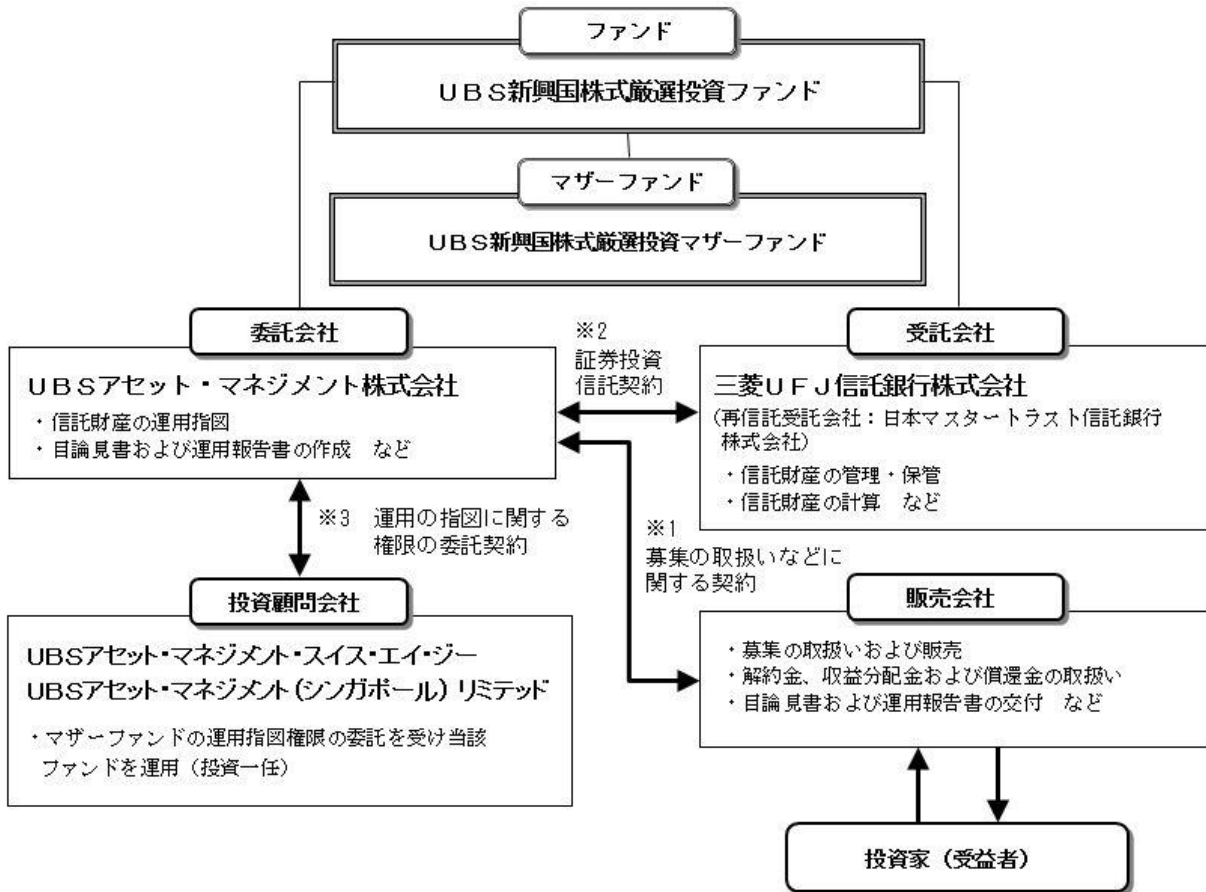 ファンド
UBS新興国株式厳選投資ファンド
マザーファンド
UBS新興国株式厳選投資マザーファンド
委託会社
UBSアセット・マネジメント株式会社
・信託財産の運用指図
・目論見書および運用報告書の作成　など
※2
証券投資
信託契約
受託会社
三菱UFJ信託銀行株式会社
(再信託受託会社：日本マスタートラスト信託銀行
株式会社)
・信託財産の管理・保管
・信託財産の計算　など
※3　運用の指図に関する
権限の委託契約
※1
募集の取扱いなどに
関する契約
投資顧問会社
UBSアセット・マネジメント・スイス・エイ・ジー
UBSアセット・マネジメント(シンガポール) リミテッド
・マザーファンドの運用指図権限の委託を受け当該
ファンドを運用（投資一任）
販売会社
・募集の取扱いおよび販売
・解約金、収益分配金および償還金の取扱い
・目論見書および運用報告書の交付　など
投資家（受益者）